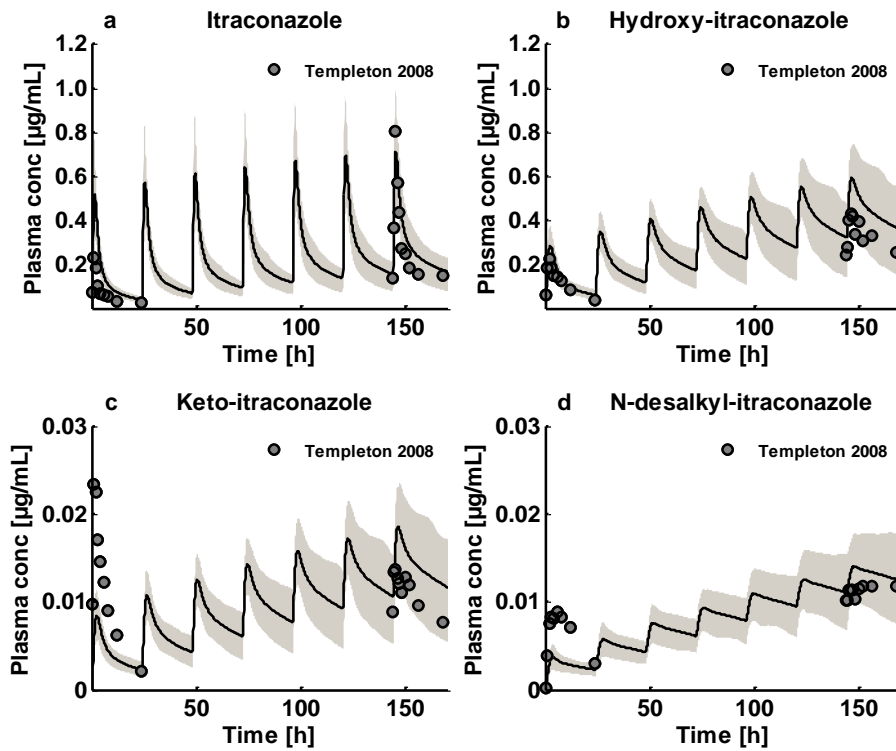 a Itraconazole
1.2
1.0
0.8
0.6
0.4
0.2
Plasma conc [µg/mL]
Templeton 2008
50 100 150
Time [h]
b Hydroxy-itraconazole
1.2
1.0
0.8
0.6
0.4
0.2
Plasma conc [µg/mL]
Templeton 2008
50 100 150
Time [h]
c Keto-itraconazole
0.03
0.02
0.01
0
Plasma conc [µg/mL]
Templeton 2008
50 100 150
Time [h]
d N-desalkyl-itraconazole
0.03
0.02
0.01
0
Plasma conc [µg/mL]
Templeton 2008
50 100 150
Time [h]